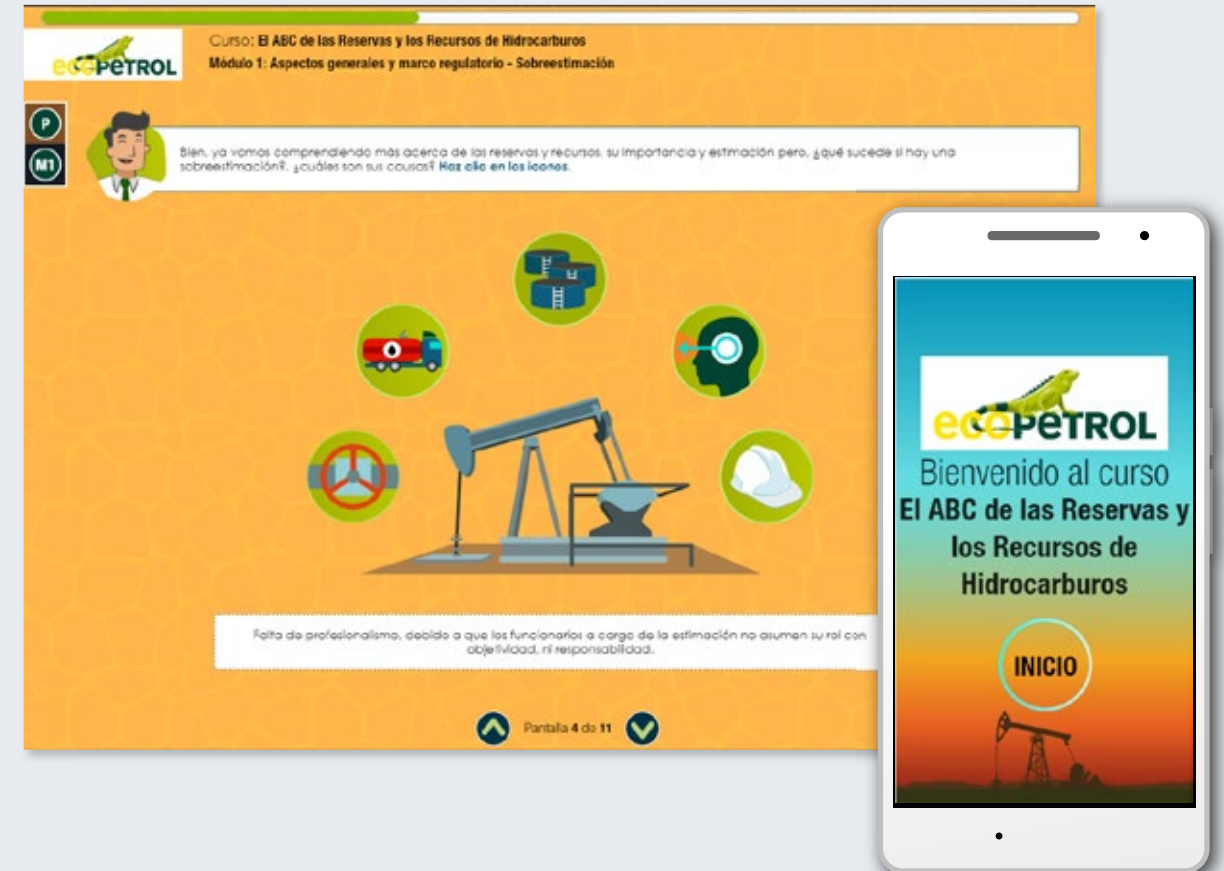 ecoPETROL
Curso: El ABC de las Reservas y los Recursos de Hidrocarburos
Módulo 1: Aspectos generales y marco regulatorio - Sobreestimación
P
M1
Bien, ya vamos comprendiendo más acerca de las reservas y recursos, su importancia y estimación pero, ¿qué sucede si hay una
sobreestimación?, ¿cuáles son sus causas? Haz clic en los íconos.
Falta de profesionalismo, debido a que los funcionarios a cargo de la estimación no asumen su rol con
objetividad, ni responsabilidad.
Pantalla 4 de 11
ecoPETROL
Bienvenido al curso
El ABC de las Reservas y
los Recursos de
Hidrocarburos
INICIO